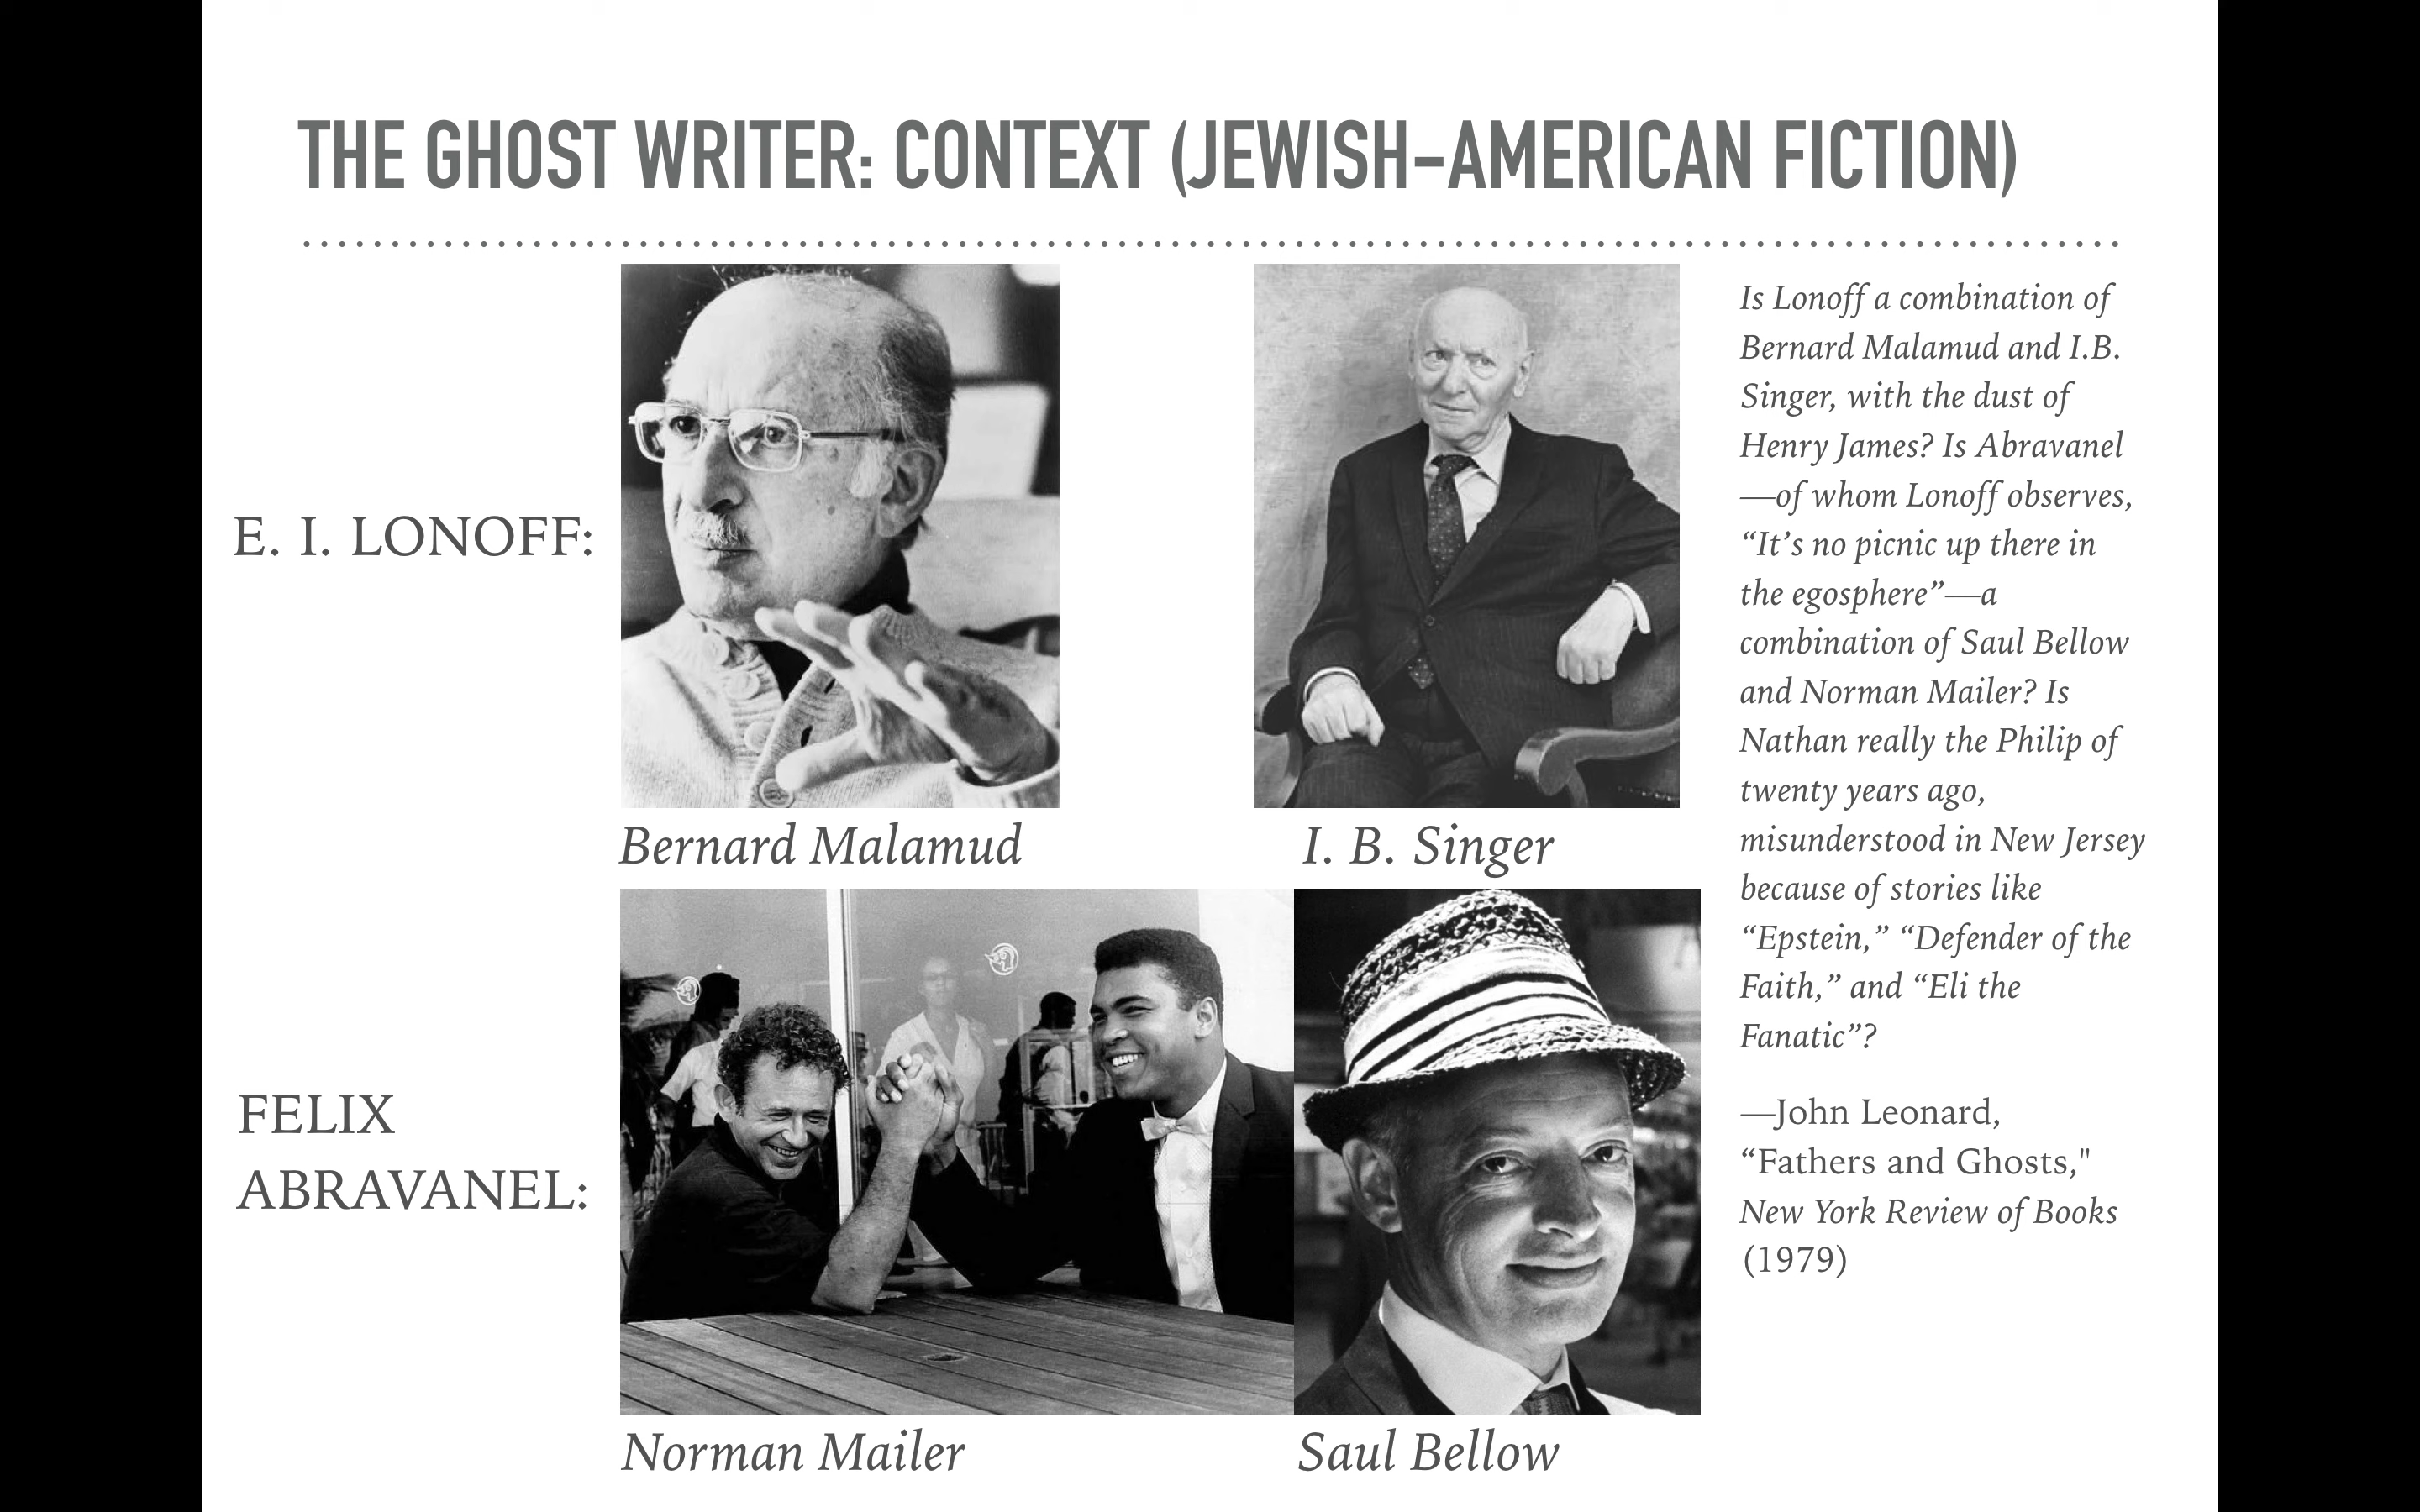 THE GHOST WRITER: CONTEXT (JEWISH–AMERICAN FICTION)
E. I. LONOFF:
Bernard Malamud
I. B. Singer
FELIX
ABRAVANEL:
Norman Mailer
Saul Bellow
Is Lonoff a combination of
Bernard Malamud and I.B.
Singer, with the dust of
Henry James? Is Abravanel
—of whom Lonoff observes,
“It’s no picnic up there in
the egosphere”—a
combination of Saul Bellow
and Norman Mailer? Is
Nathan really the Philip of
twenty years ago,
misunderstood in New Jersey
because of stories like
“Epstein,” “Defender of the
Faith,” and “Eli the
Fanatic”?
—John Leonard,
“Fathers and Ghosts,"
New York Review of Books
(1979)